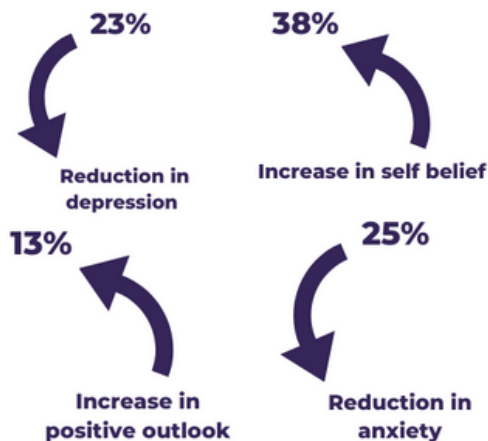 23%
Reduction in
depression
38%
Increase in self belief
13%
Increase in
positive outlook
25%
Reduction in
anxiety